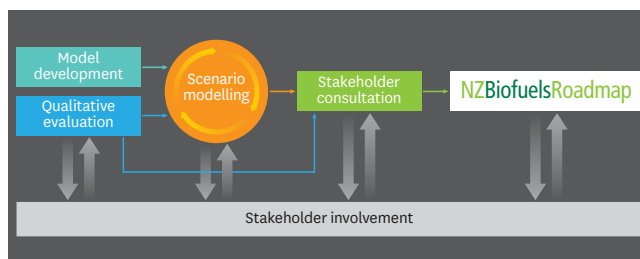 Model
development
Qualitative
evaluation
Scenario
modelling
Stakeholder
consultation
NZBiofuelsRoadmap
Stakeholder involvement